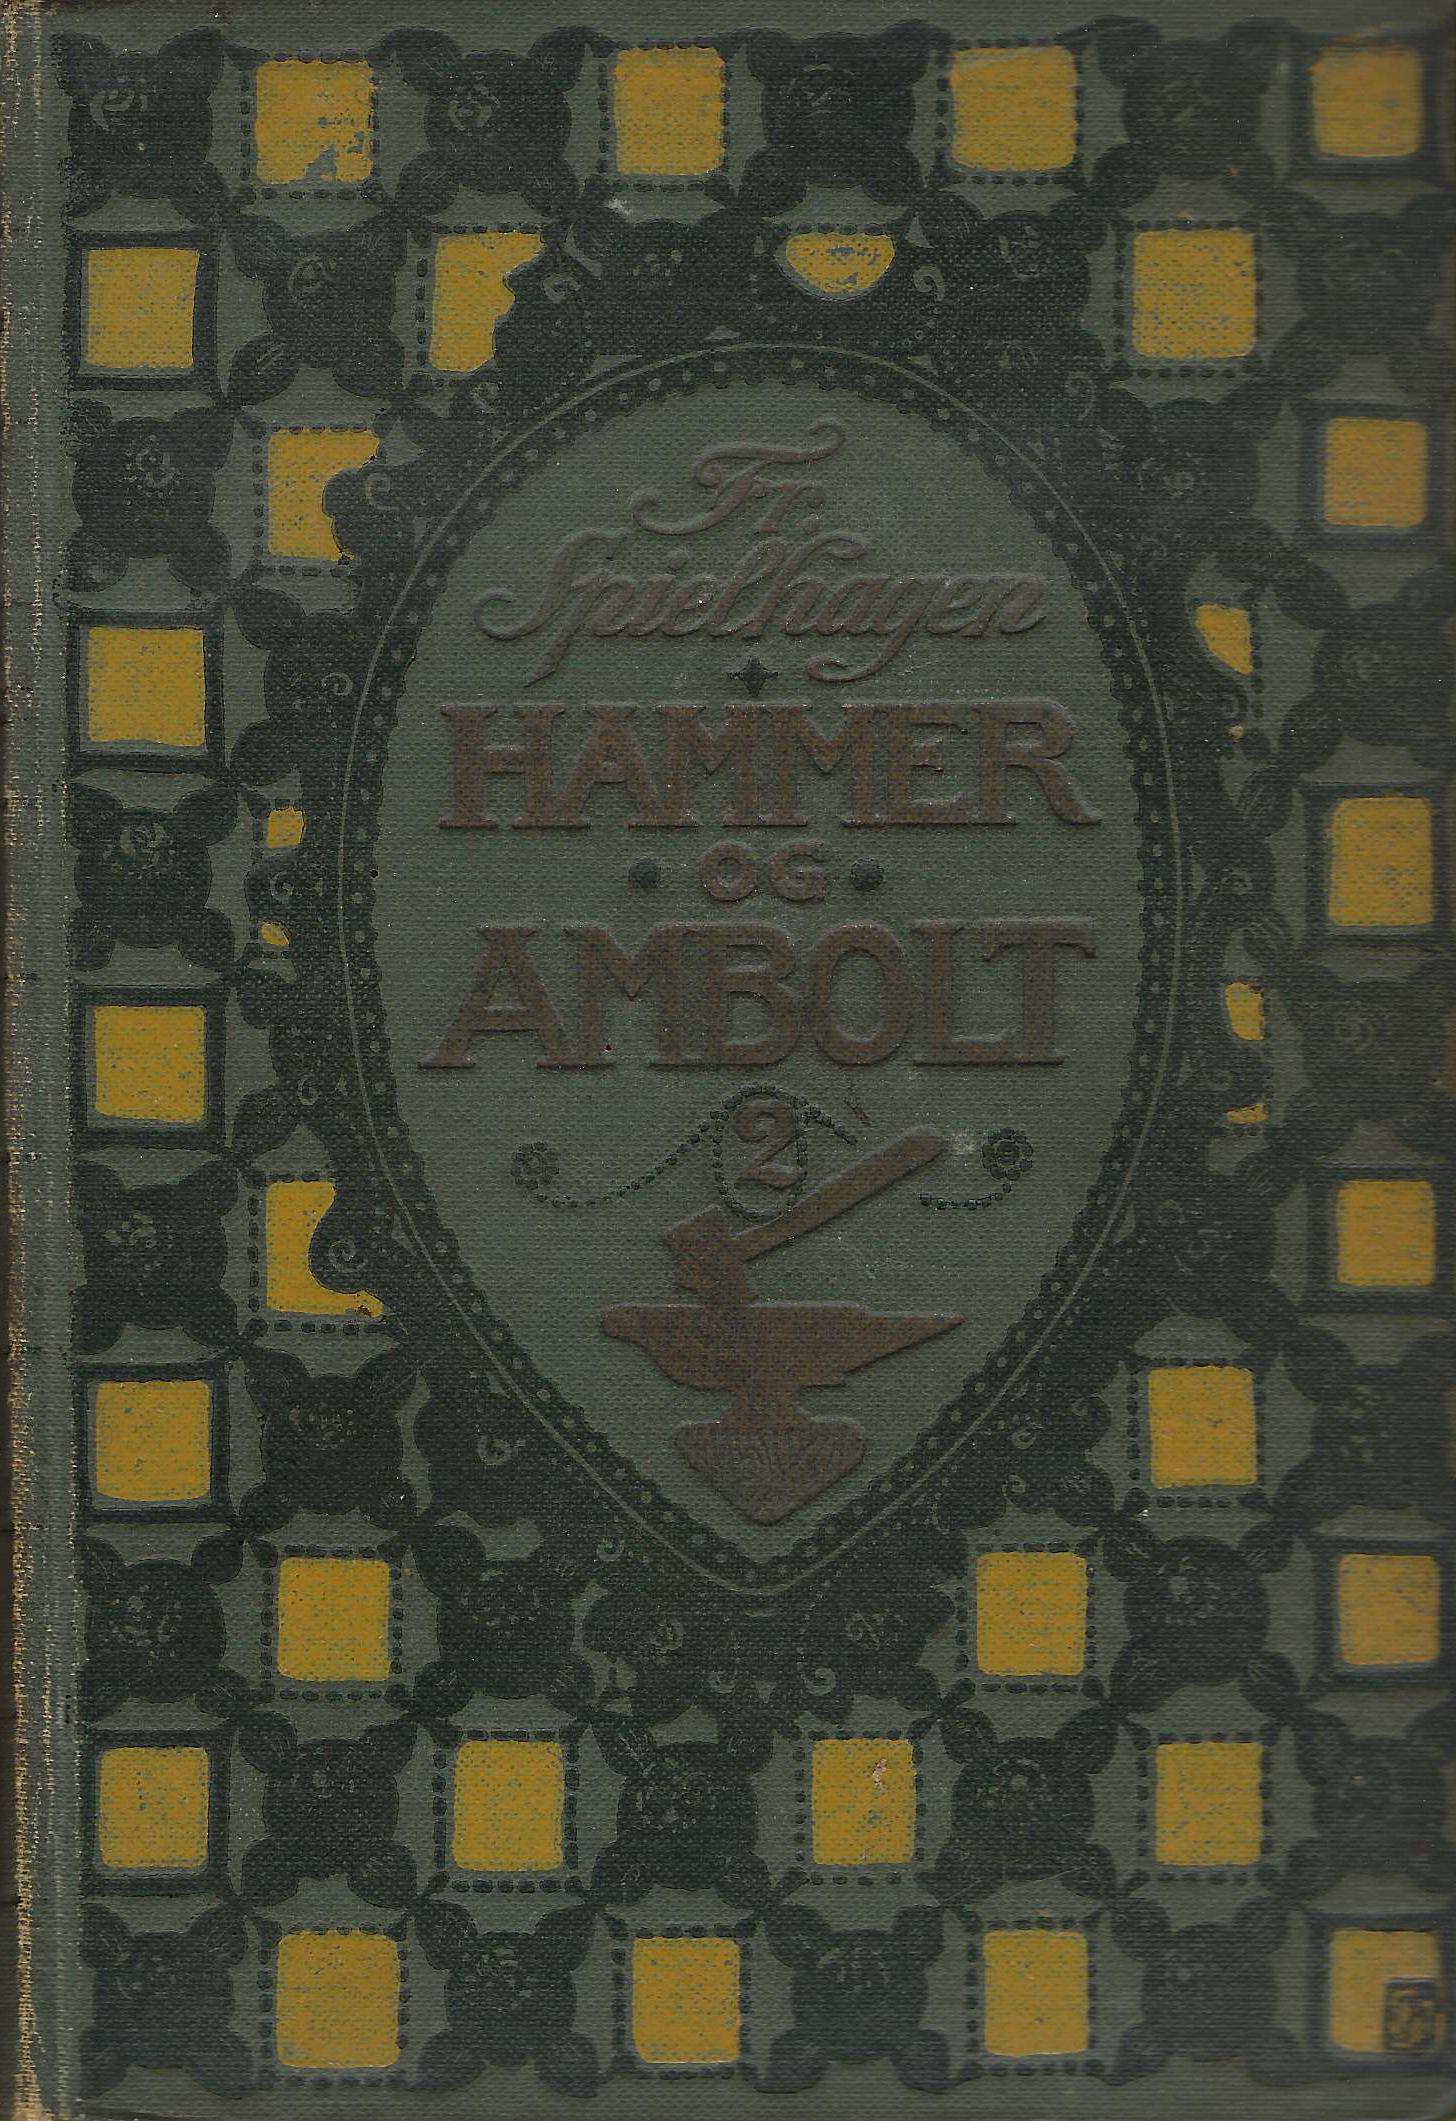 Fr.
Spielhagen
HAMMER
OG
AMBOLT
2